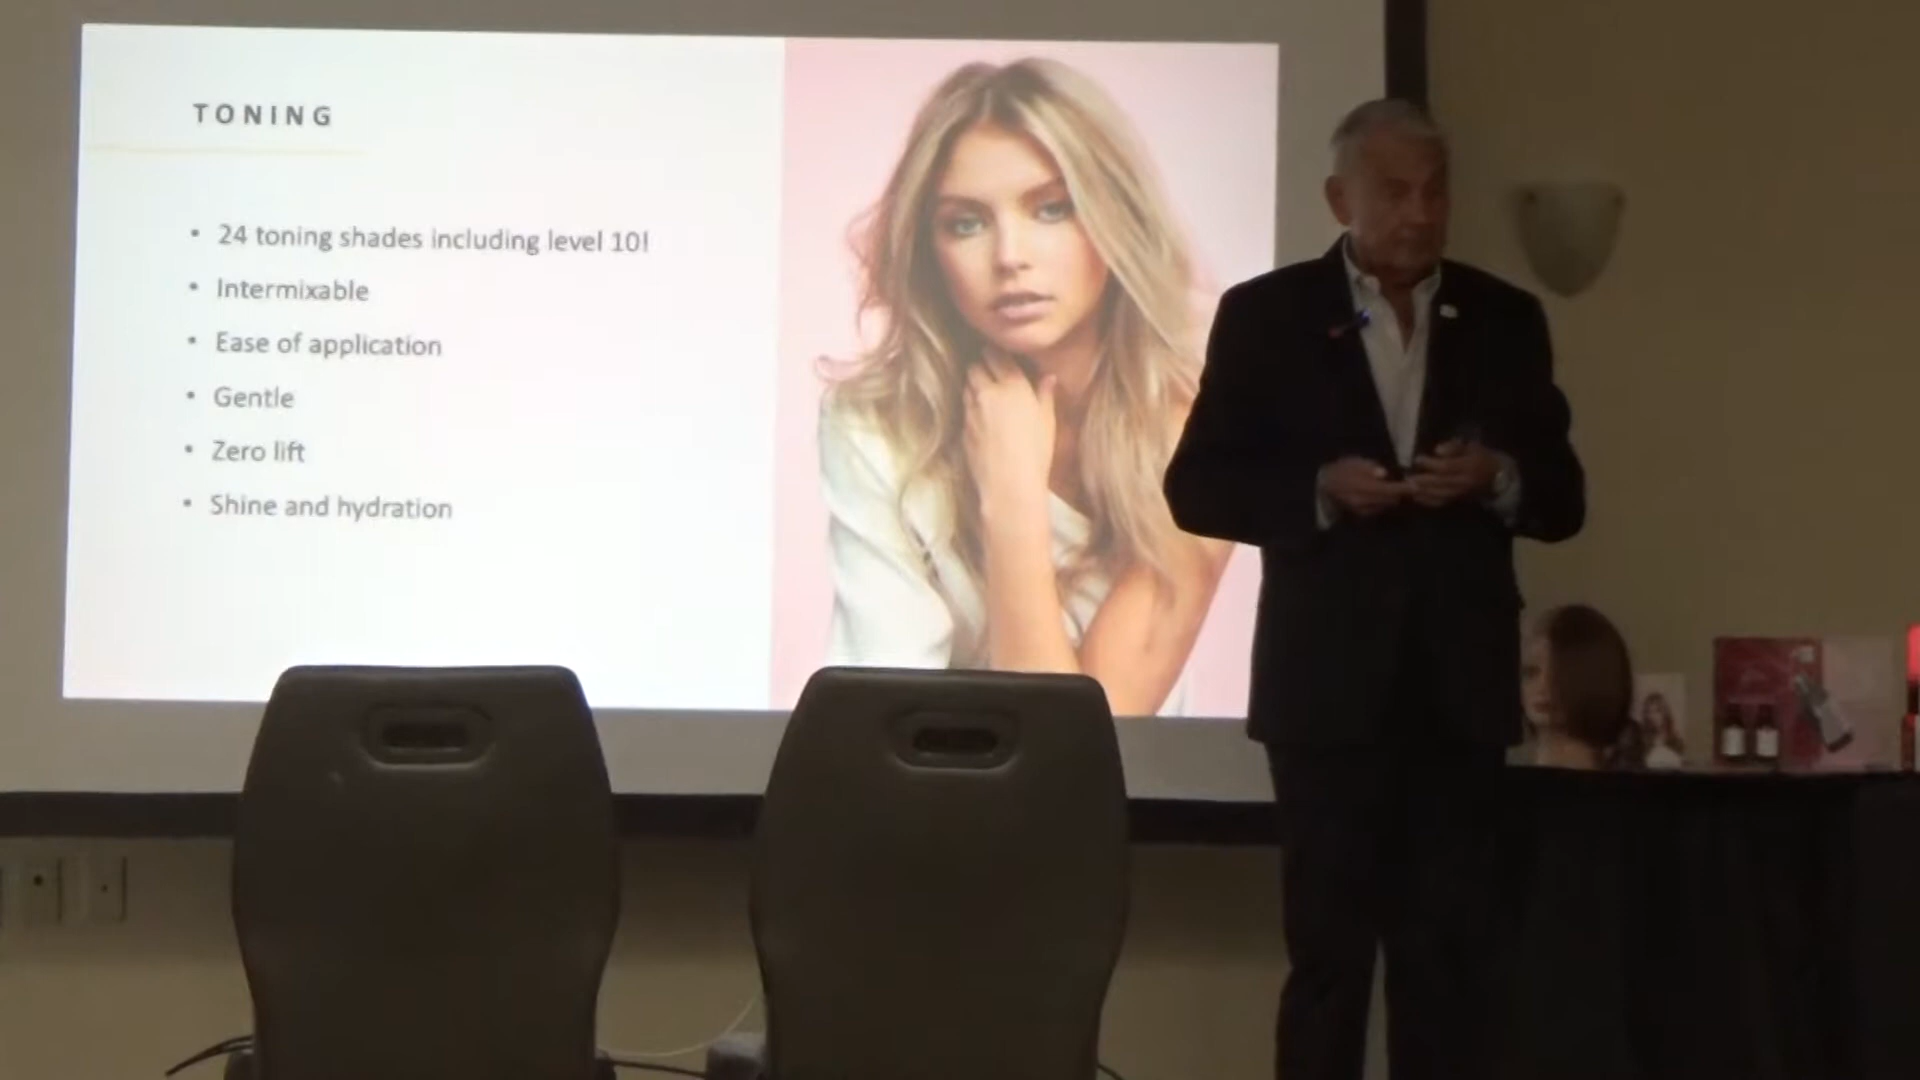 TONING
• 24 toning shades including level 10!
• Intermixable
• Ease of application
• Gentle
• Zero lift
• Shine and hydration